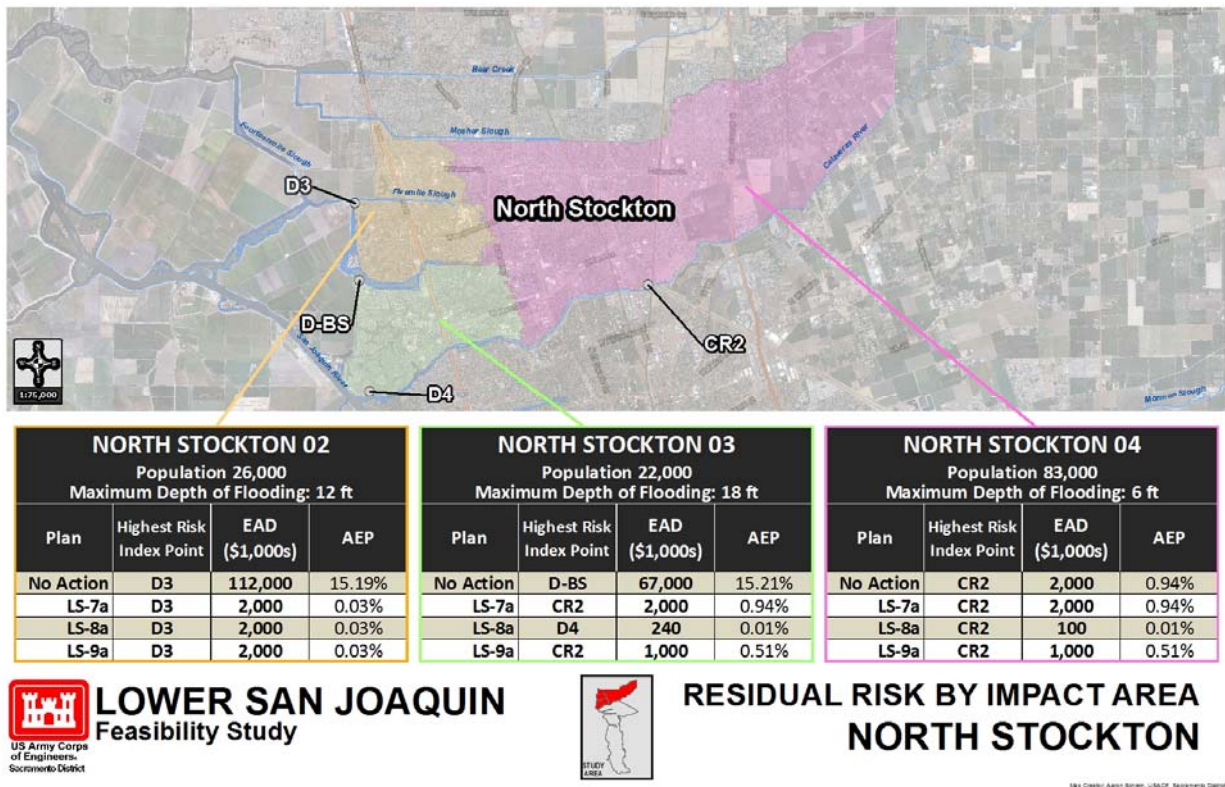 Bear Creek
Mosher Slough
Fourteenmile Slough
Calaveras River
D3
Fivemile Slough
North Stockton
D-BS
CR2
San Joaquin River
D4
1:75,000
Mormon Slough
NORTH STOCKTON 02
Population 26,000
Maximum Depth of Flooding: 12 ft
Plan Highest Risk Index Point EAD ($1,000s) AEP
No Action D3 112,000 15.19%
LS-7a D3 2,000 0.03%
LS-8a D3 2,000 0.03%
LS-9a D3 2,000 0.03%
NORTH STOCKTON 03
Population 22,000
Maximum Depth of Flooding: 18 ft
Plan Highest Risk Index Point EAD ($1,000s) AEP
No Action D-BS 67,000 15.21%
LS-7a CR2 2,000 0.94%
LS-8a D4 240 0.01%
LS-9a CR2 1,000 0.51%
NORTH STOCKTON 04
Population 83,000
Maximum Depth of Flooding: 6 ft
Plan Highest Risk Index Point EAD ($1,000s) AEP
No Action CR2 2,000 0.94%
LS-7a CR2 2,000 0.94%
LS-8a CR2 100 0.01%
LS-9a CR2 1,000 0.51%
US Army Corps
of Engineers®
Sacramento District
LOWER SAN JOAQUIN
Feasibility Study
STUDY
AREA
RESIDUAL RISK BY IMPACT AREA
NORTH STOCKTON